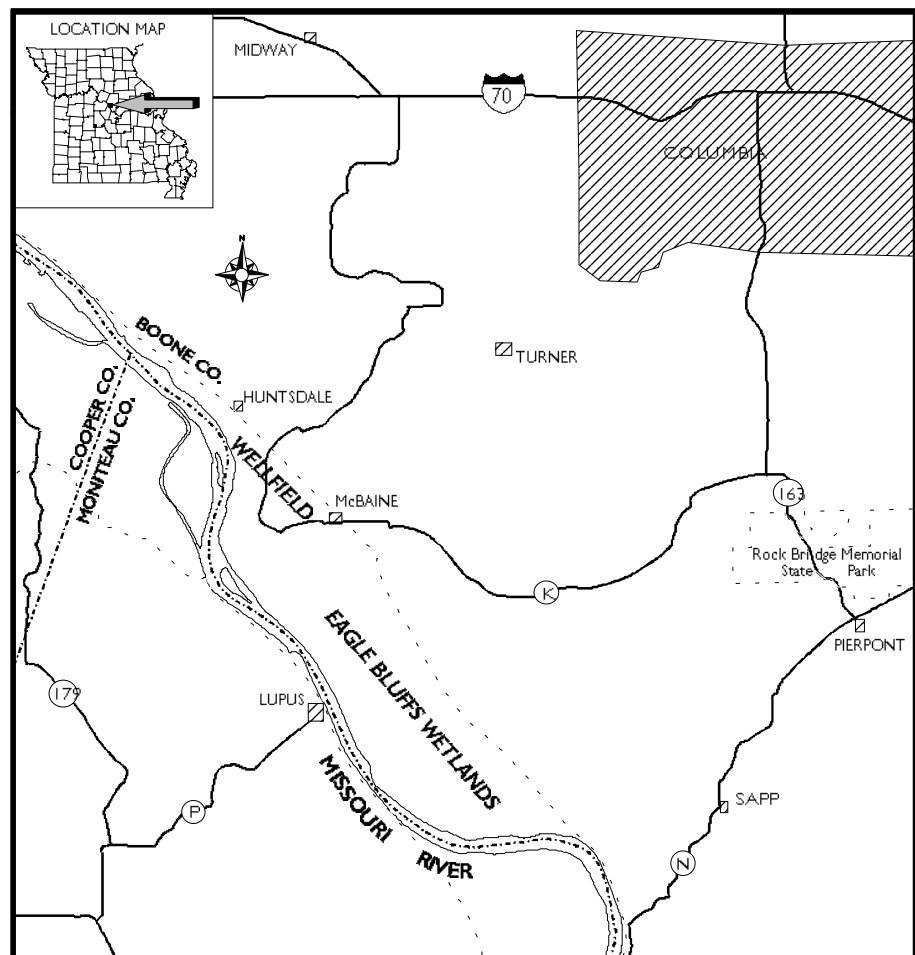 LOCATION MAP
MIDWAY
70
COLUMBIA
N
BOONE CO.
TURNER
HUNTSDALE
COOPER CO.
MONITEAU CO.
WELLFIELD
McBAINE
163
Rock Bridge Memorial
State Park
K
EAGLE BLUFFS WETLANDS
PIERPONT
179
LUPUS
MISSOURI
RIVER
SAPP
P
N